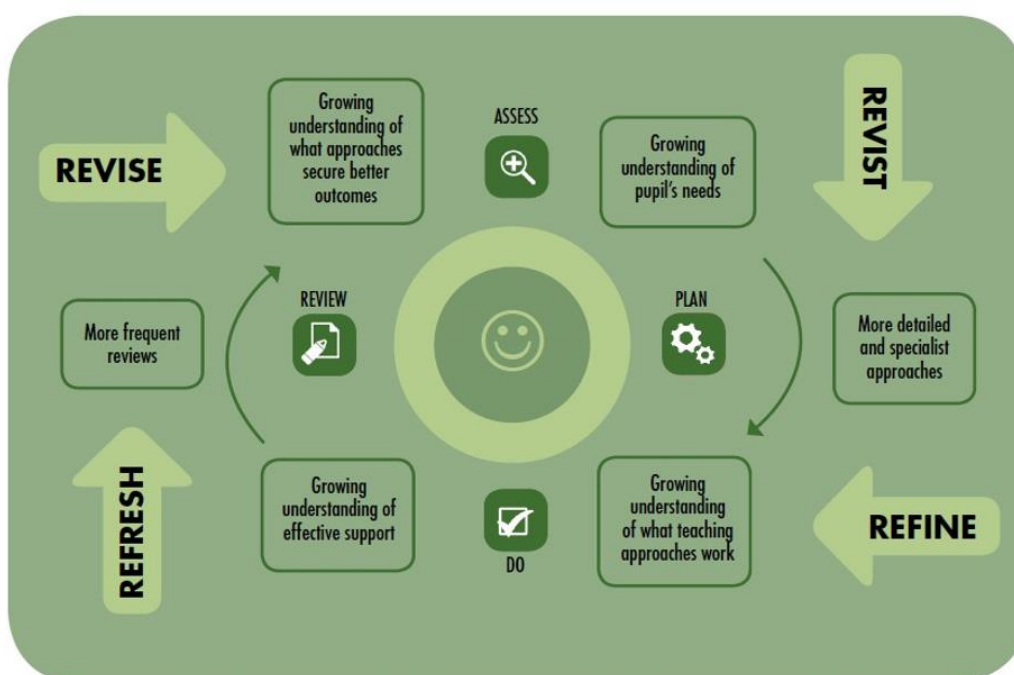 REVISE
Growing
understanding of
what approaches
secure better
outcomes
ASSESS
Growing
understanding of
pupil's needs
REVIST
More frequent
reviews
REVIEW
PLAN
More detailed
and specialist
approaches
REFRESH
Growing
understanding of
effective support
DO
Growing
understanding
of what teaching
approaches work
REFINE